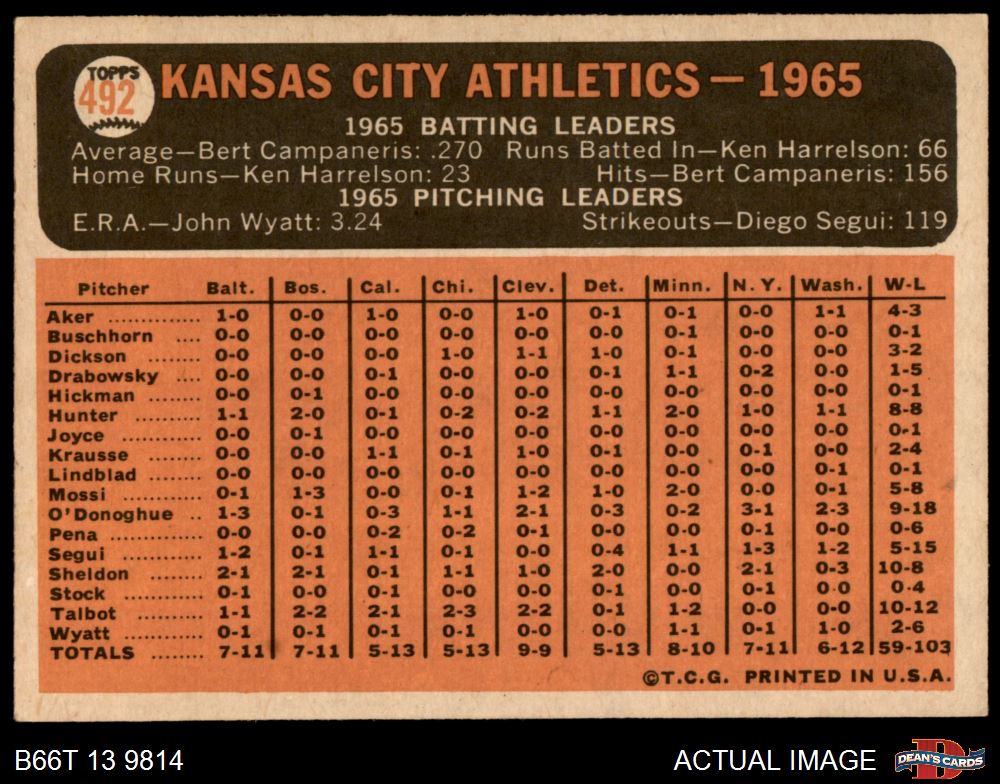 TOPPS
492
KANSAS CITY ATHLETICS — 1965
1965 BATTING LEADERS
Average—Bert Campaneris: .270 Runs Batted In—Ken Harrelson: 66
Home Runs—Ken Harrelson: 23 Hits—Bert Campaneris: 156
1965 PITCHING LEADERS
E.R.A.—John Wyatt: 3.24 Strikeouts—Diego Segui: 119
Pitcher Balt. Bos. Cal. Chi. Clev. Det. Minn. N.Y. Wash. W-L
Aker .............. 1-0 0-0 1-0 0-0 1-0 0-1 0-1 0-0 1-1 4-3
Buschhorn .... 0-0 0-0 0-0 0-0 0-0 0-0 0-1 0-0 0-0 0-1
Dickson ........ 0-0 0-0 0-0 1-0 1-1 1-0 0-1 0-0 0-0 3-2
Drabowsky .... 0-0 0-0 0-1 0-0 0-0 0-1 1-1 0-2 0-0 1-5
Hickman ........ 0-0 0-1 0-0 0-0 0-0 0-0 0-0 0-0 0-0 0-1
Hunter .......... 1-1 2-0 0-1 0-2 0-2 1-1 2-0 1-0 1-1 8-8
Joyce ............ 0-0 0-1 0-0 0-0 0-0 0-0 0-0 0-0 0-0 0-1
Krausse ........ 0-0 0-0 1-1 0-1 1-0 0-1 0-0 0-1 0-0 2-4
Lindblad ........ 0-0 0-0 0-0 0-0 0-0 0-0 0-0 0-0 0-1 0-1
Mossi ............ 0-1 1-3 0-0 0-1 1-2 1-0 2-0 0-0 0-1 5-8
O'Donoghue .. 1-3 0-1 0-3 1-1 2-1 0-3 0-2 3-1 2-3 9-18
Pena .............. 0-0 0-0 0-2 0-2 0-1 0-0 0-0 0-1 0-0 0-6
Segui ............ 1-2 0-1 1-1 0-1 0-0 0-4 1-1 1-3 1-2 5-15
Sheldon ........ 2-1 2-1 0-1 1-1 1-0 2-0 0-0 2-1 0-3 10-8
Stock ............ 0-1 0-0 0-1 0-0 0-0 0-1 0-0 0-1 0-0 0-4
Talbot .......... 1-1 2-2 2-1 2-3 2-2 0-1 1-2 0-0 0-0 10-12
Wyatt ............ 0-1 0-1 0-1 0-1 0-0 0-0 1-1 0-1 1-0 2-6
TOTALS ........ 7-11 7-11 5-13 5-13 9-9 5-13 8-10 7-11 6-12 59-103
©T.C.G. PRINTED IN U.S.A.
B66T 13 9814 ACTUAL IMAGE
D
DEAN'S CARDS